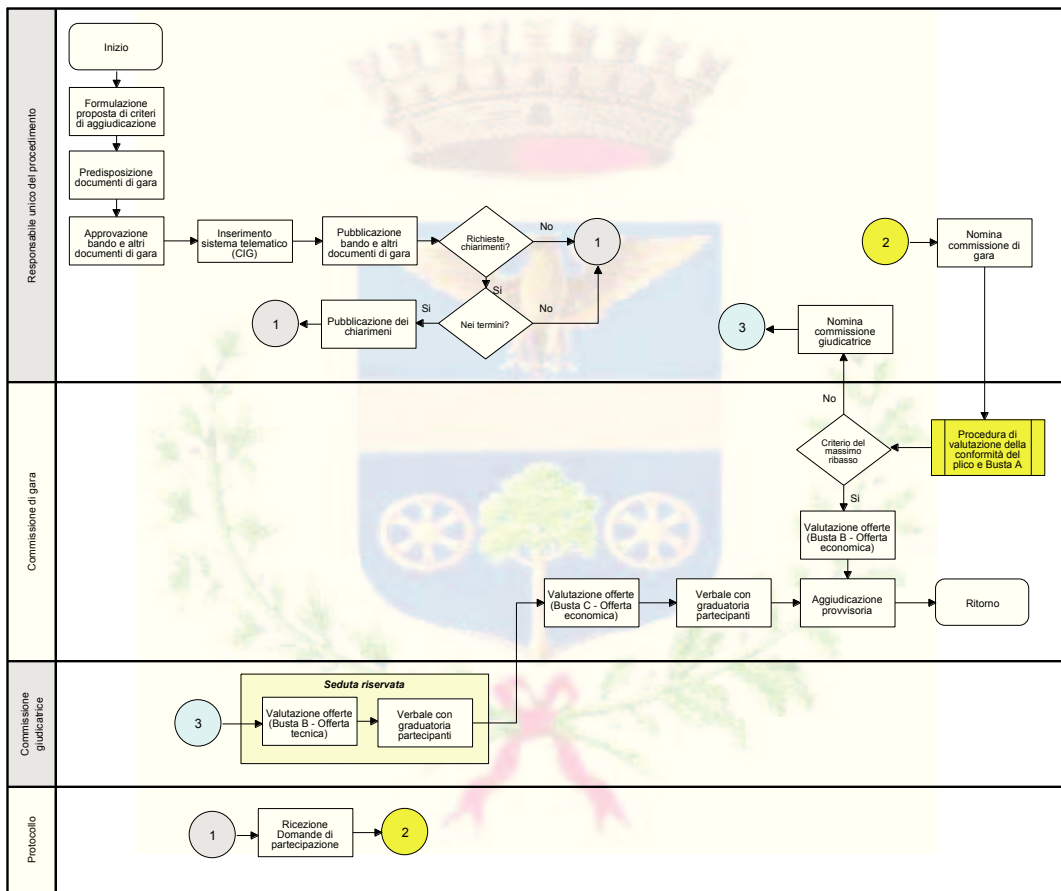 Responsabile unico del procedimento
Inizio
Formulazione
proposta di criteri
di aggiudicazione
Predisposizione
documenti di gara
Approvazione
bando e altri
documenti di gara
Inserimento
sistema telematico
(CIG)
Pubblicazione
bando e altri
documenti di gara
Richieste
chiarimenti?
No
1
Si
Nei termini?
No
Si
Pubblicazione dei
chiarimeni
1
2
Nomina
commissione di
gara
Nomina
commissione
giudicatrice
3
Commissione di gara
No
Criterio del
massimo
ribasso
Procedura di
valutazione della
conformità del
plico e Busta A
Si
Valutazione offerte
(Busta B - Offerta
economica)
Valutazione offerte
(Busta C - Offerta
economica)
Verbale con
graduatoria
partecipanti
Aggiudicazione
provvisoria
Ritorno
Commissione
giudicatrice
3
Seduta riservata
Valutazione offerte
(Busta B - Offerta
tecnica)
Verbale con
graduatoria
partecipanti
Protocollo
1
Ricezione
Domande di
partecipazione
2